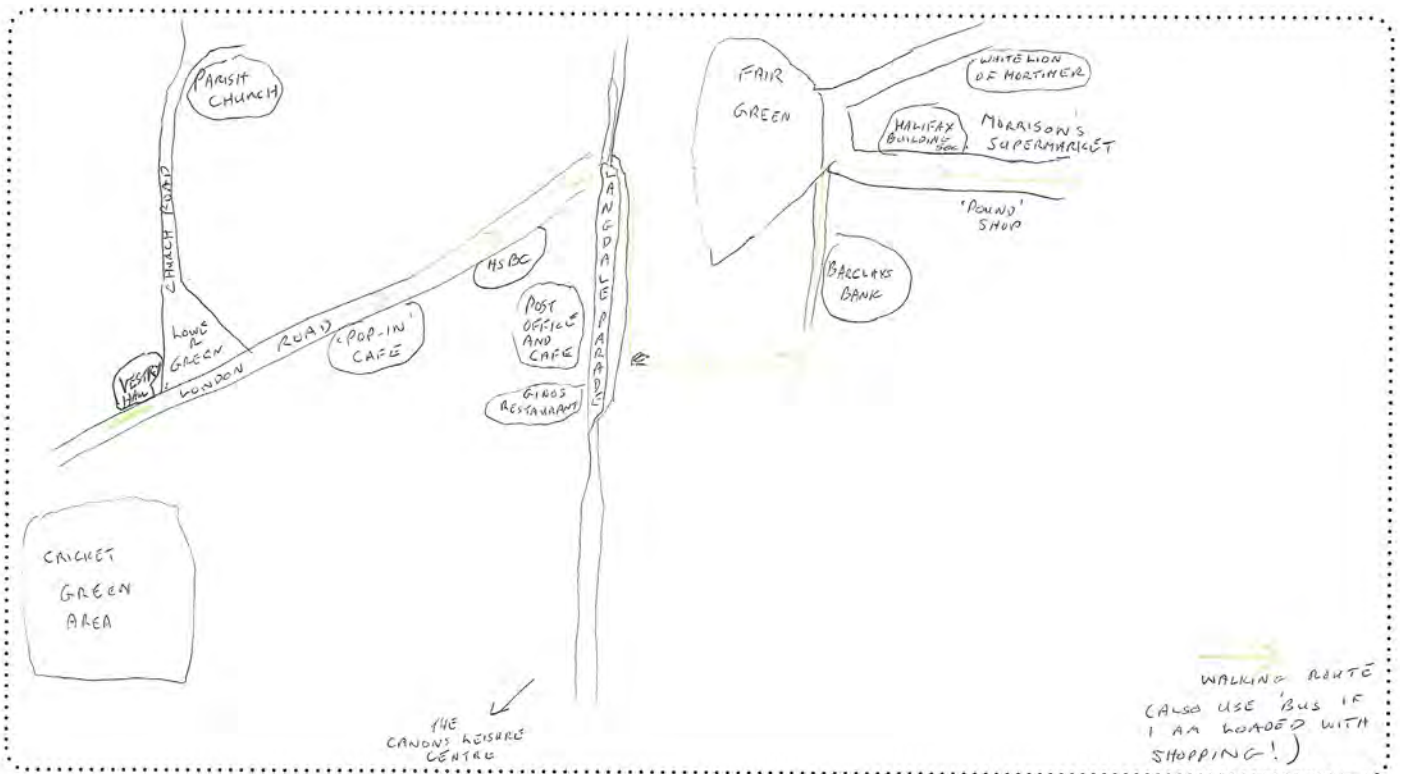 PARISH
CHURCH
CHURCH ROAD
LOWE
R
GREEN
VESTRY
HALL
LONDON ROAD
'POP-IN'
CAFE
HSBC
POST
OFFICE
AND
CAFE
GINOS
RESTAURANT
LANGDALE PARADE
FAIR
GREEN
WHITE LION
OF MORTIMER
HALIFAX
BUILDING
SOC.
MORRISON'S
SUPERMARKET
'POUND'
SHOP
BARCLAYS
BANK
CRICKET
GREEN
AREA
THE
CANONS LEISURE
CENTRE
WALKING ROUTE
(ALSO USE 'BUS IF
I AM LOADED WITH
SHOPPING!)